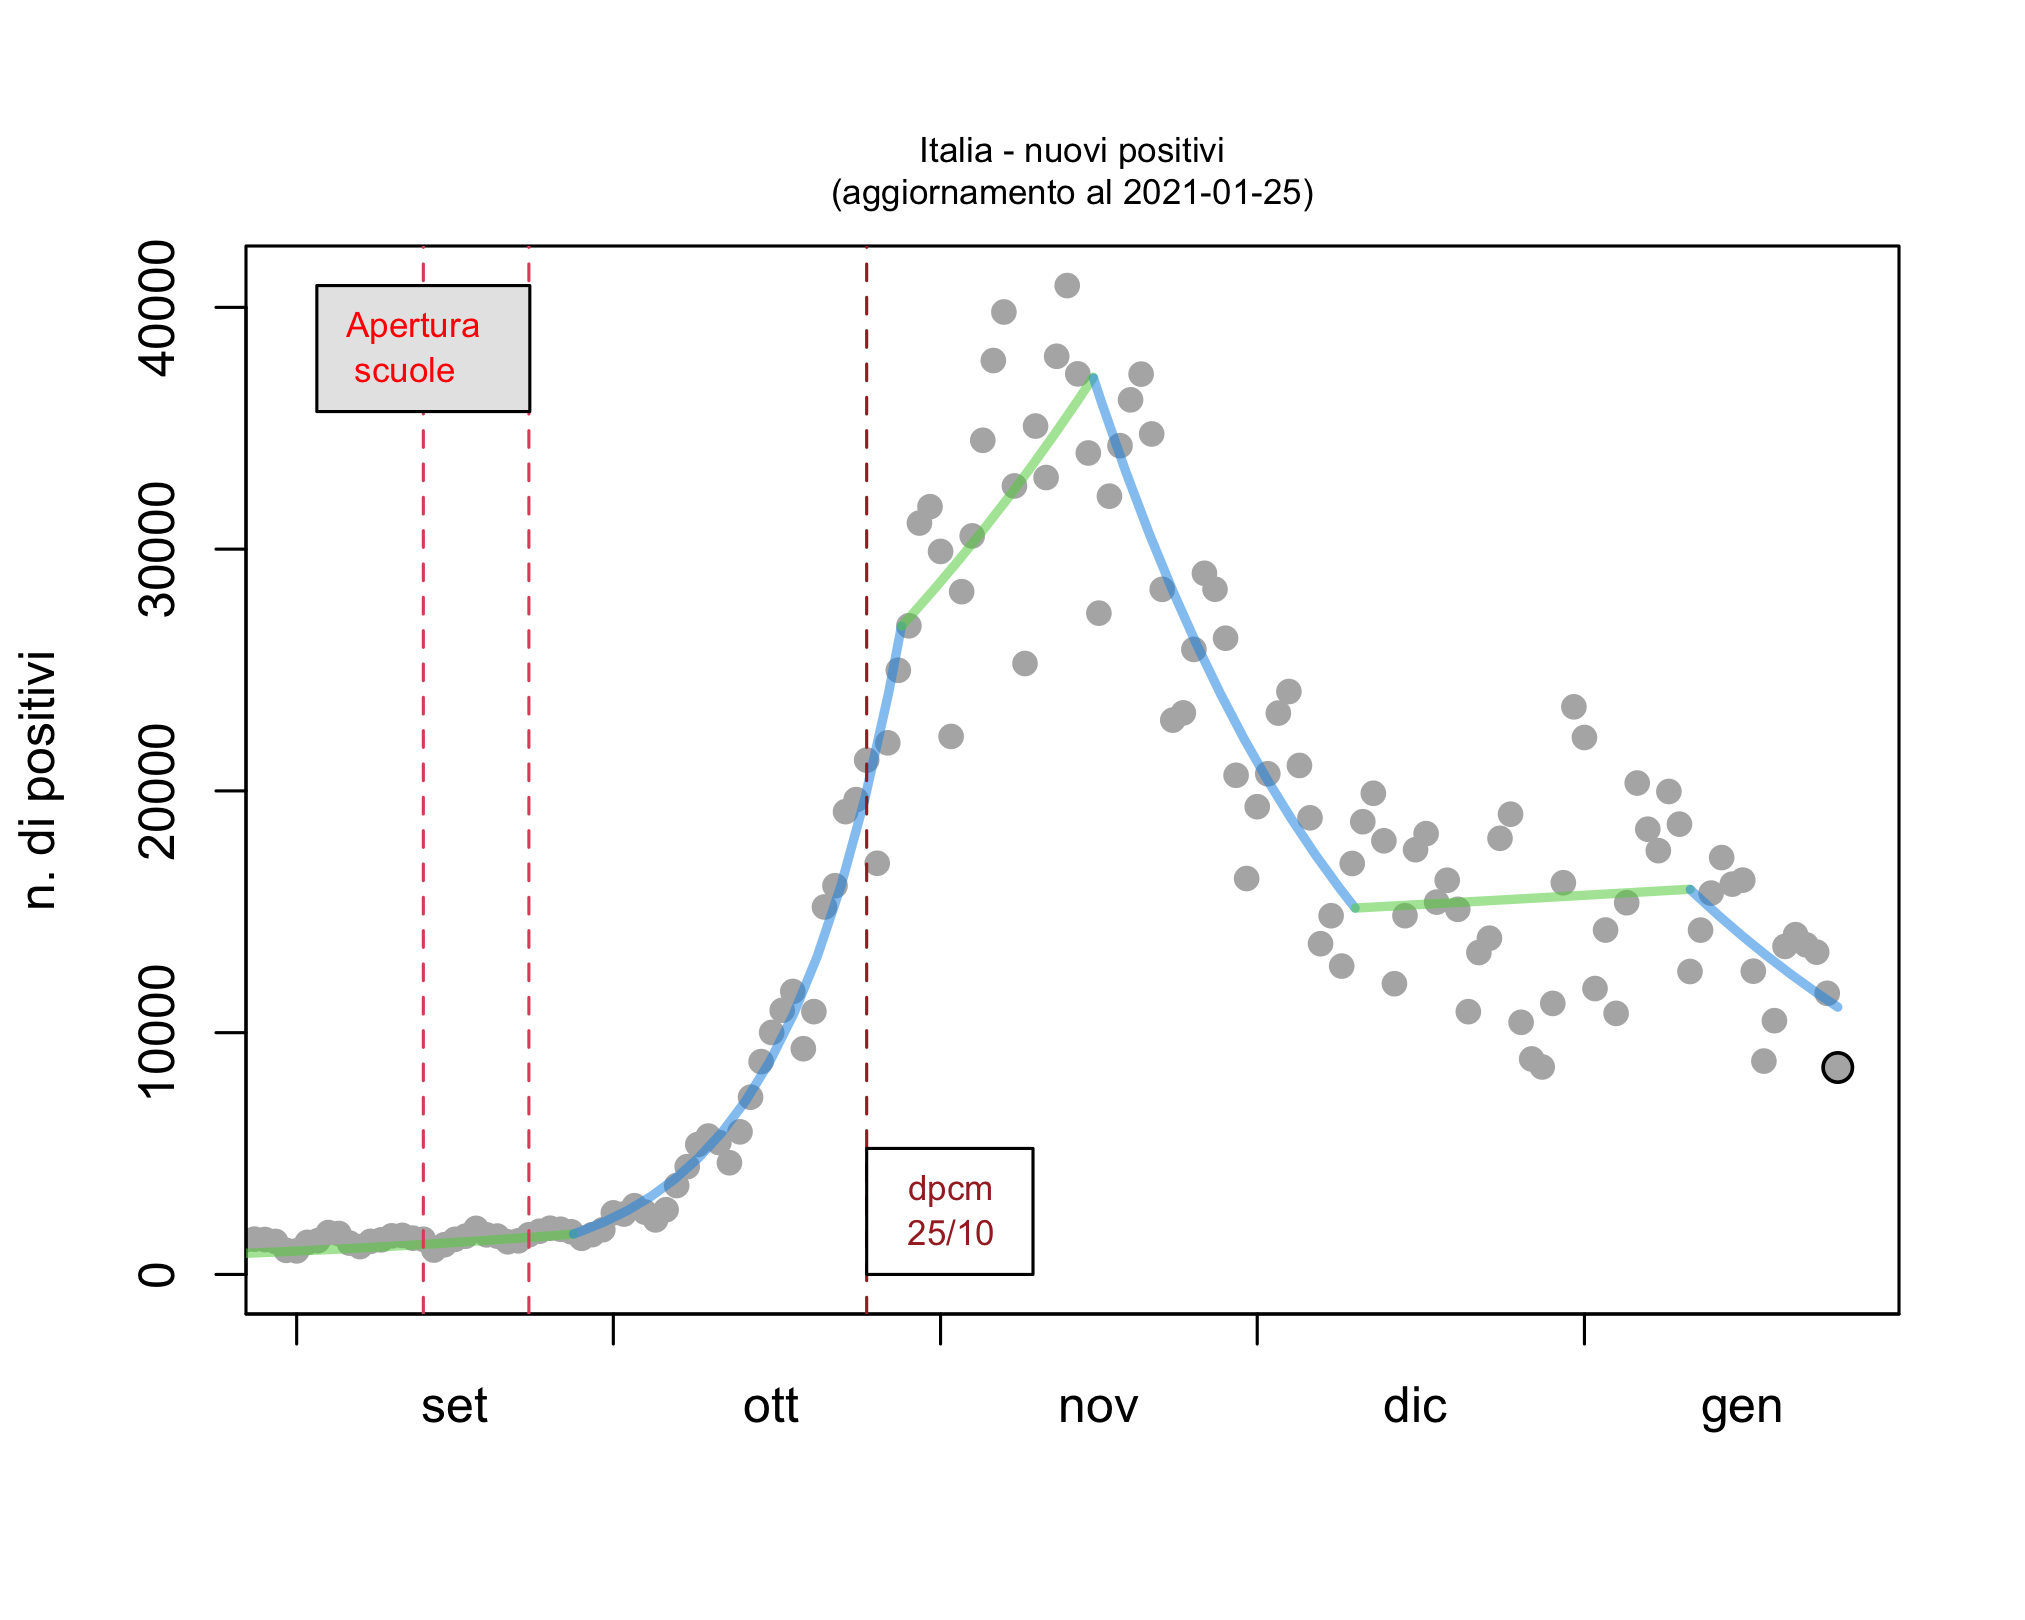 Italia - nuovi positivi
(aggiornamento al 2021-01-25)
n. di positivi
40000
30000
20000
10000
0
Apertura
scuole
dpcm
25/10
set
ott
nov
dic
gen